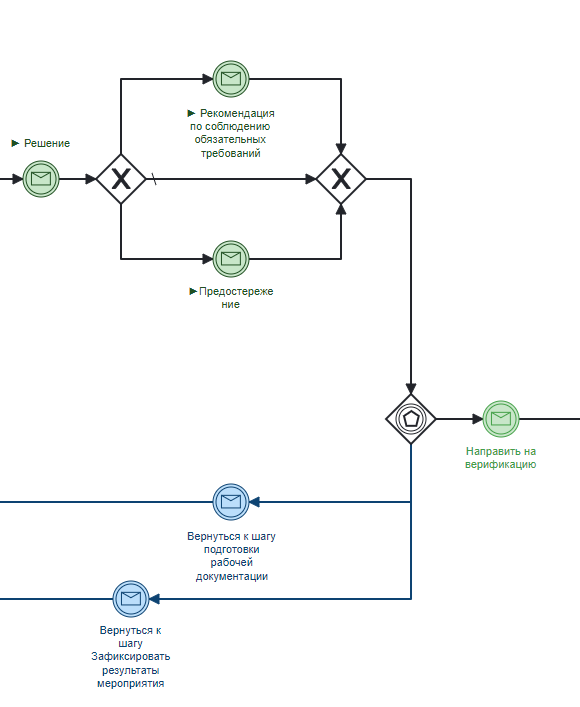 ► Рекомендация
по соблюдению
обязательных
требований
► Решение
►Предостереже
ние
Направить на
верификацию
Вернуться к шагу
подготовки
рабочей
документации
Вернуться к
шагу
Зафиксировать
результаты
мероприятия